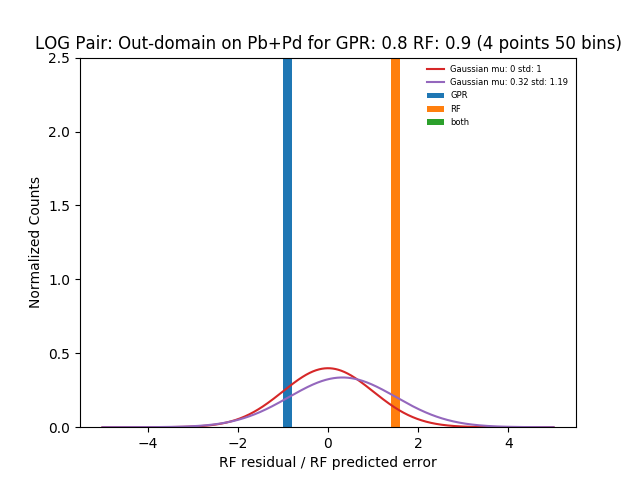 LOG Pair: Out-domain on Pb+Pd for GPR: 0.8 RF: 0.9 (4 points 50 bins)
Gaussian mu: 0 std: 1
Gaussian mu: 0.32 std: 1.19
GPR
RF
both
Normalized Counts
2.5
2.0
1.5
1.0
0.5
0.0
−4
−2
0
2
4
RF residual / RF predicted error